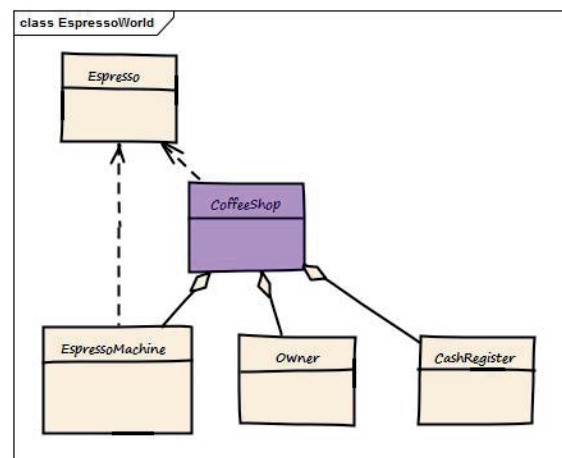 class EspressoWorld
Espresso
CoffeeShop
EspressoMachine
Owner
CashRegister